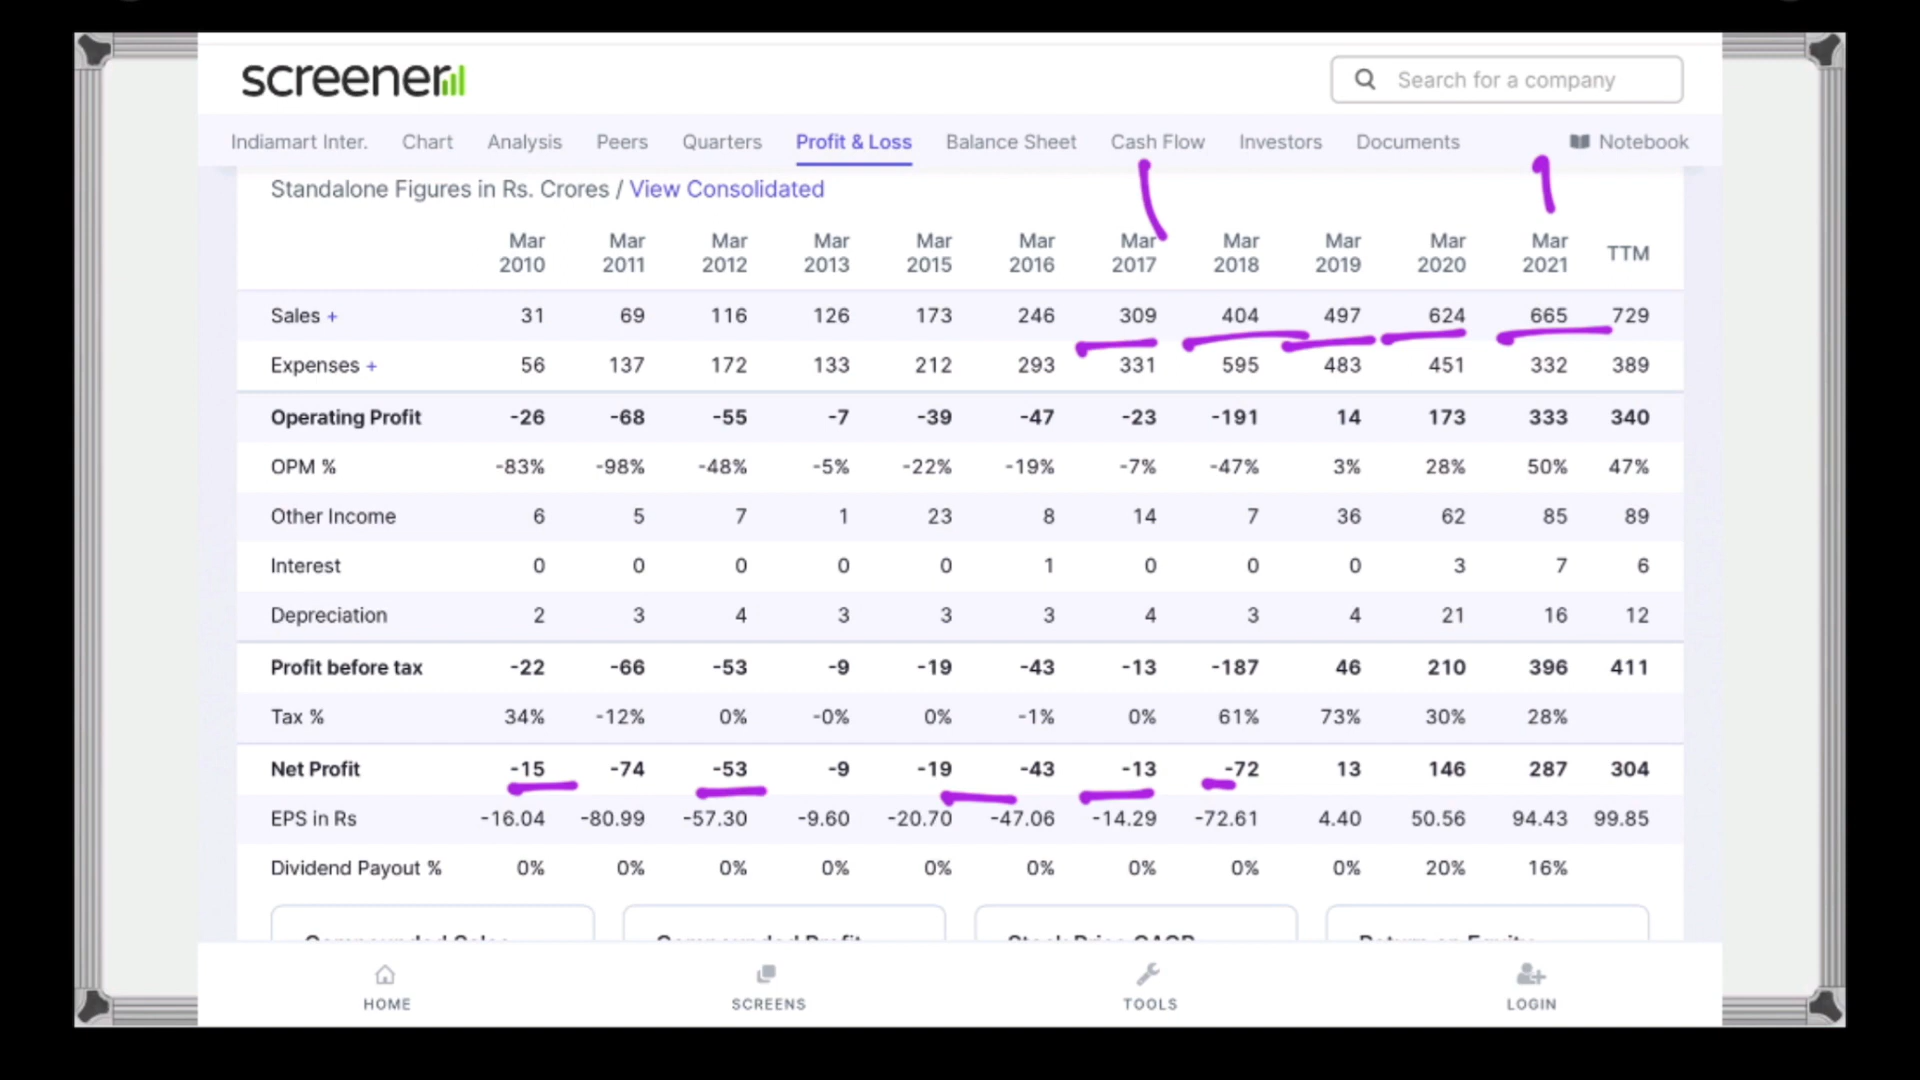 screener
Search for a company
Indiamart Inter. Chart Analysis Peers Quarters Profit & Loss Balance Sheet Cash Flow Investors Documents Notebook
Standalone Figures in Rs. Crores / View Consolidated
Mar 2010 Mar 2011 Mar 2012 Mar 2013 Mar 2015 Mar 2016 Mar 2017 Mar 2018 Mar 2019 Mar 2020 Mar 2021 TTM
Sales + 31 69 116 126 173 246 309 404 497 624 665 729
Expenses + 56 137 172 133 212 293 331 595 483 451 332 389
Operating Profit -26 -68 -55 -7 -39 -47 -23 -191 14 173 333 340
OPM % -83% -98% -48% -5% -22% -19% -7% -47% 3% 28% 50% 47%
Other Income 6 5 7 1 23 8 14 7 36 62 85 89
Interest 0 0 0 0 0 1 0 0 0 3 7 6
Depreciation 2 3 4 3 3 3 4 3 4 21 16 12
Profit before tax -22 -66 -53 -9 -19 -43 -13 -187 46 210 396 411
Tax % 34% -12% 0% -0% 0% -1% 0% 61% 73% 30% 28%
Net Profit -15 -74 -53 -9 -19 -43 -13 -72 13 146 287 304
EPS in Rs -16.04 -80.99 -57.30 -9.60 -20.70 -47.06 -14.29 -72.61 4.40 50.56 94.43 99.85
Dividend Payout % 0% 0% 0% 0% 0% 0% 0% 0% 0% 20% 16%
Compounded Sales Compounded Profit Stock Price CAGR Return on Equity
HOME SCREENS TOOLS LOGIN